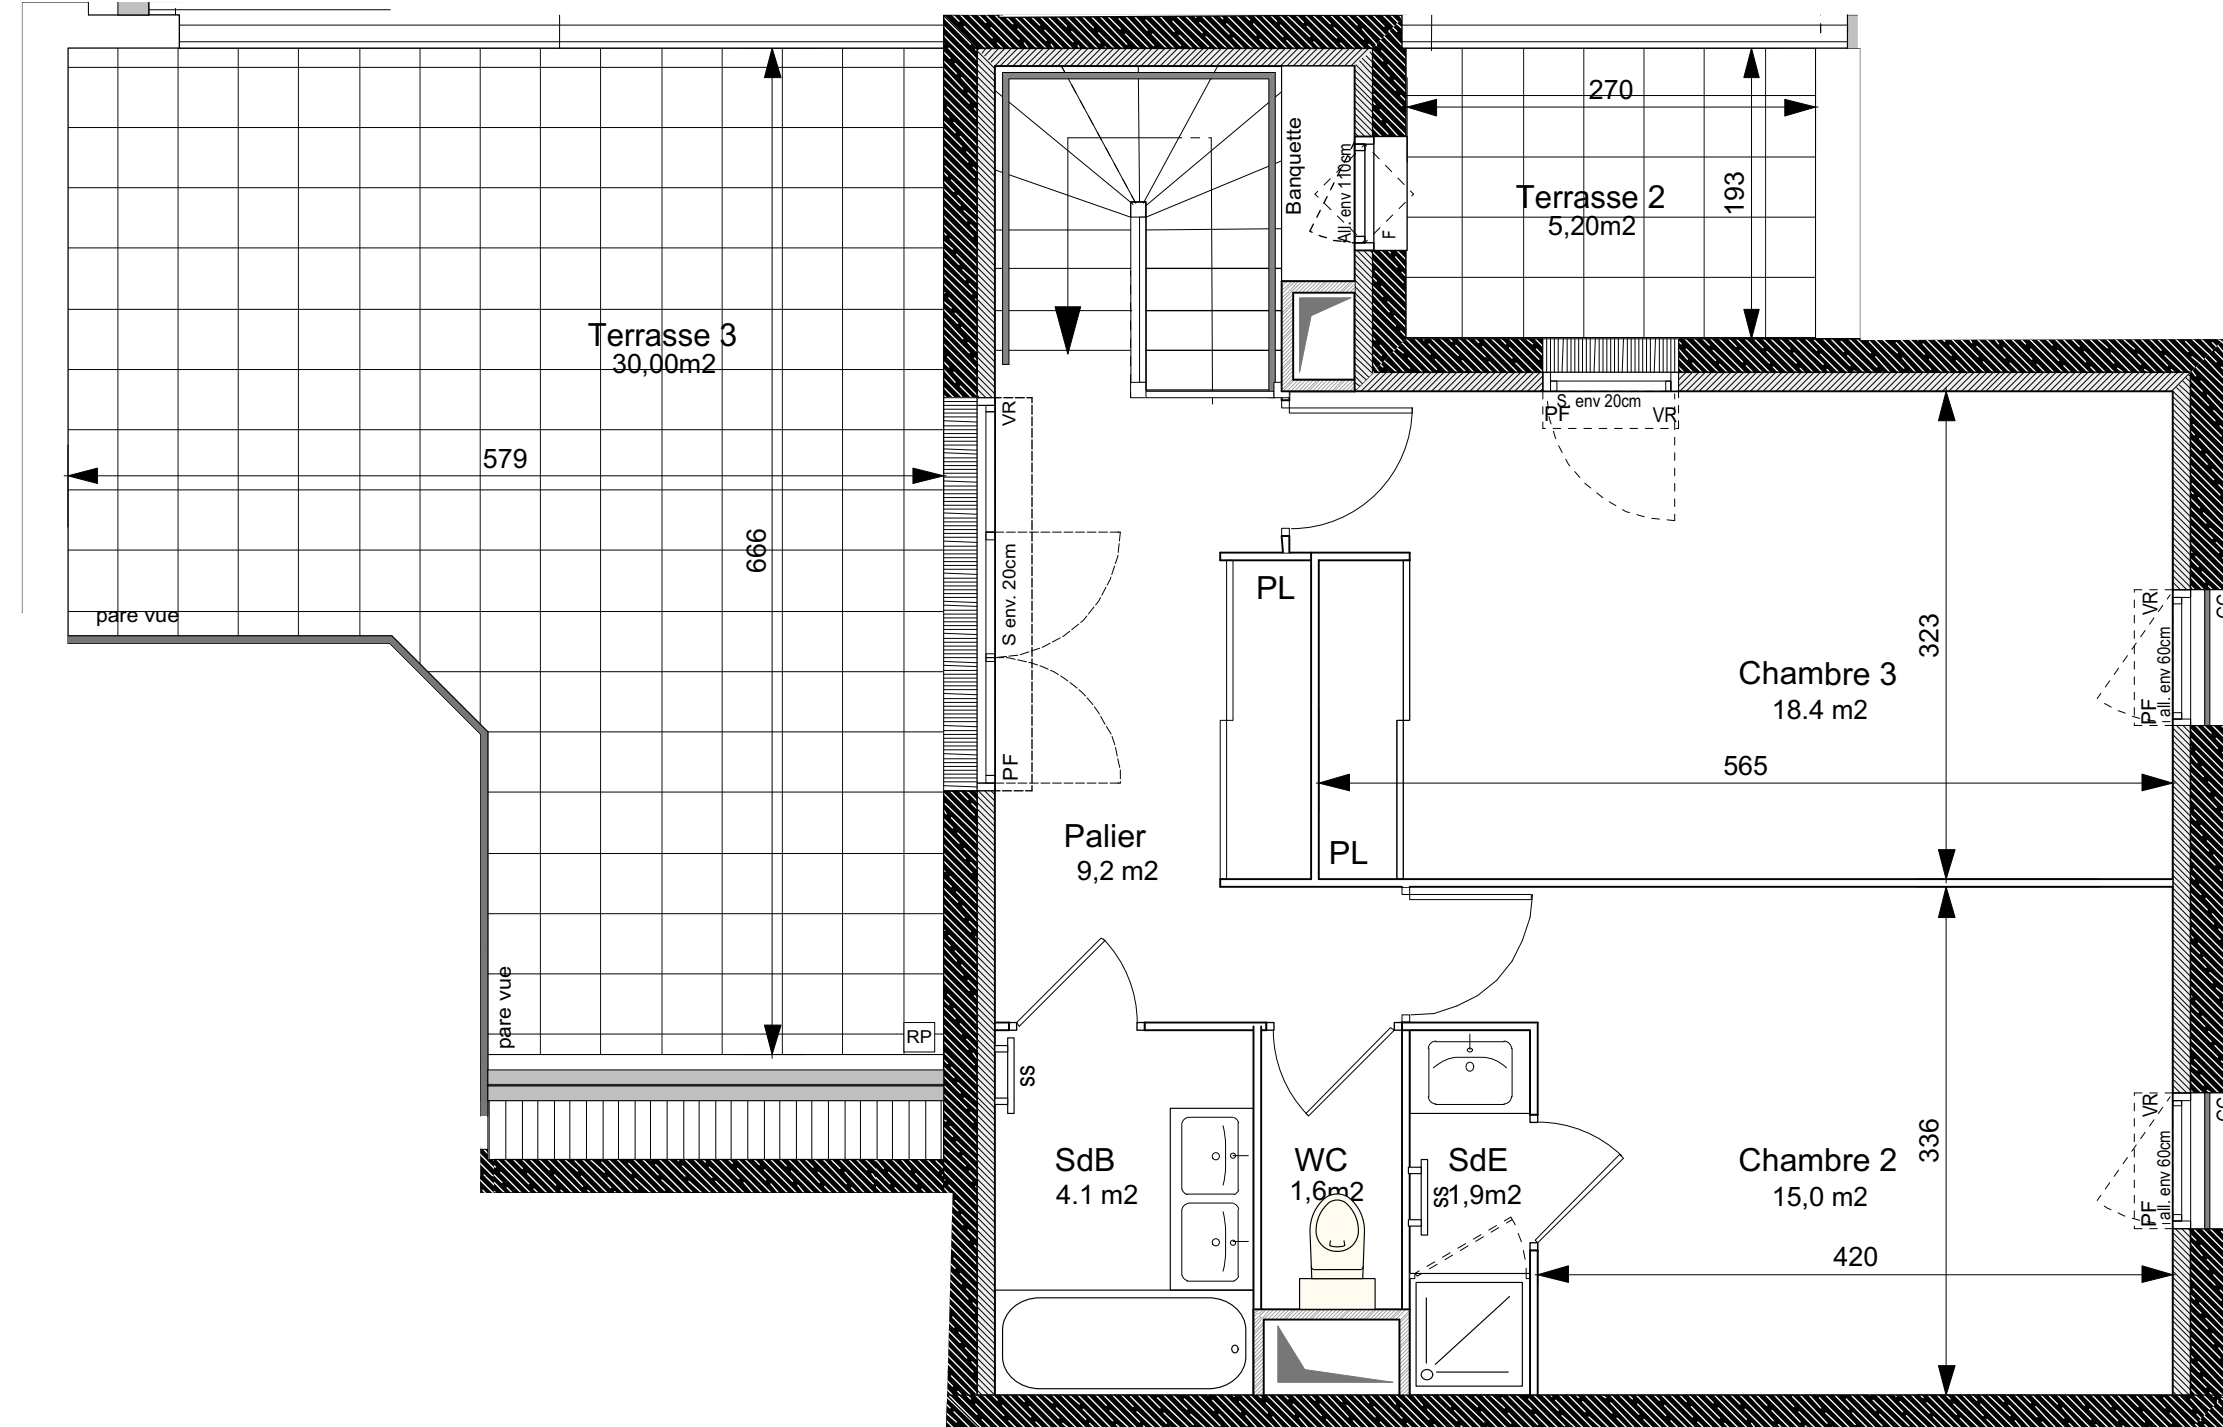 270
Banquette
All. env 110cm
F
Terrasse 2
5,20m2
193
Terrasse 3
30,00m2
579
666
pare vue
pare vue
RP
VR
S env. 20cm
PF
S. env 20cm
PF
VR
PL
PL
Chambre 3
18.4 m2
323
565
VR
all. env 60cm
PF
Palier
9,2 m2
SS
SdB
4.1 m2
WC
1,6m2
SdE
1,9m2
SS
Chambre 2
15,0 m2
336
420
VR
all. env 60cm
PF